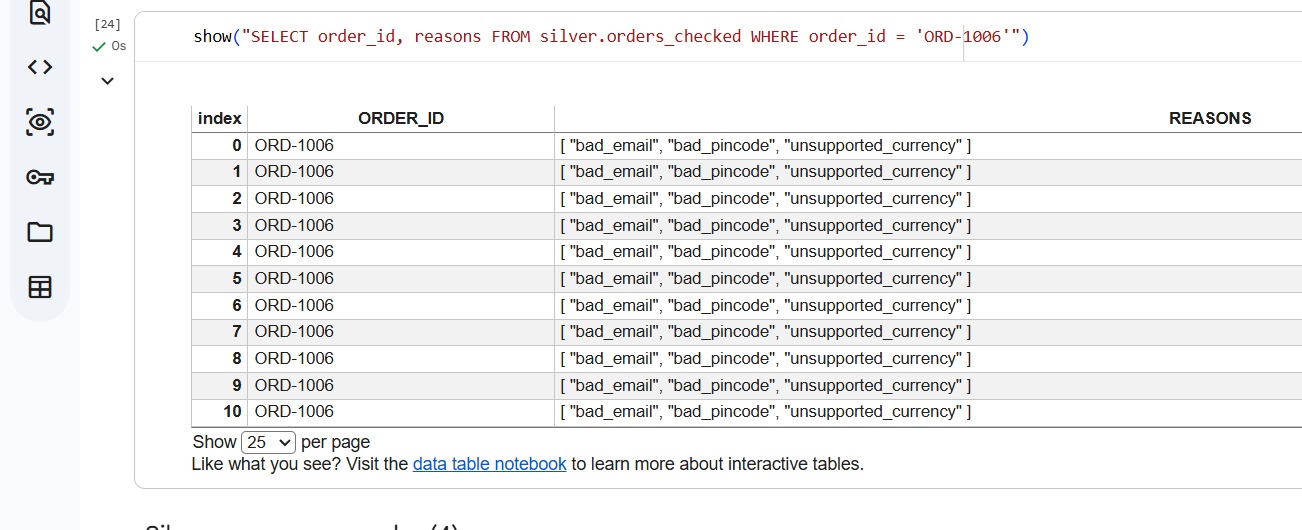 [24]
0s
show("SELECT order_id, reasons FROM silver.orders_checked WHERE order_id = 'ORD-1006'")
index ORDER_ID REASONS
0 ORD-1006 [ "bad_email", "bad_pincode", "unsupported_currency" ]
1 ORD-1006 [ "bad_email", "bad_pincode", "unsupported_currency" ]
2 ORD-1006 [ "bad_email", "bad_pincode", "unsupported_currency" ]
3 ORD-1006 [ "bad_email", "bad_pincode", "unsupported_currency" ]
4 ORD-1006 [ "bad_email", "bad_pincode", "unsupported_currency" ]
5 ORD-1006 [ "bad_email", "bad_pincode", "unsupported_currency" ]
6 ORD-1006 [ "bad_email", "bad_pincode", "unsupported_currency" ]
7 ORD-1006 [ "bad_email", "bad_pincode", "unsupported_currency" ]
8 ORD-1006 [ "bad_email", "bad_pincode", "unsupported_currency" ]
9 ORD-1006 [ "bad_email", "bad_pincode", "unsupported_currency" ]
10 ORD-1006 [ "bad_email", "bad_pincode", "unsupported_currency" ]
Show 25 per page
Like what you see? Visit the data table notebook to learn more about interactive tables.